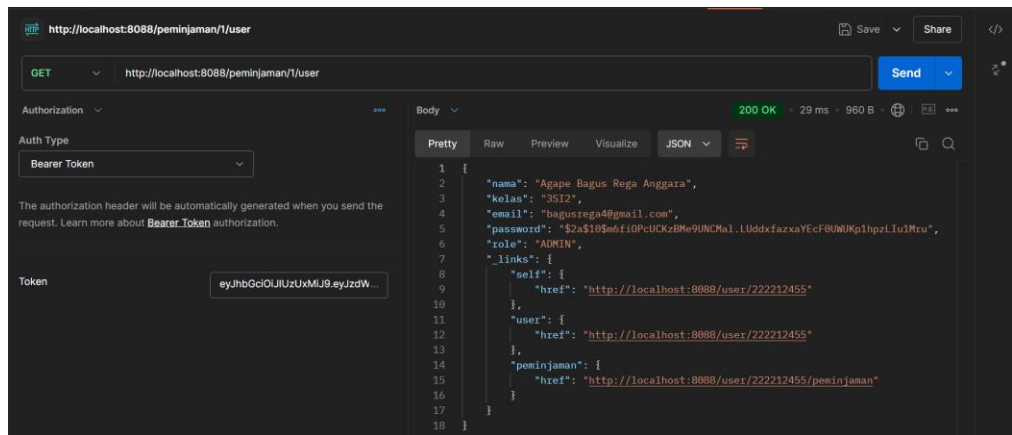 HTTP http://localhost:8088/peminjaman/1/user
Save
Share
</>
GET
http://localhost:8088/peminjaman/1/user
Send
Authorization
Body
200 OK • 29 ms • 960 B
Auth Type
Bearer Token
The authorization header will be automatically generated when you send the
request. Learn more about Bearer Token authorization.
Token
eyJhbGciOiJIUzUxMiJ9.eyJzdW...
Pretty Raw Preview Visualize JSON
1 {
2 "nama": "Agape Bagus Rega Anggara",
3 "kelas": "3SI2",
4 "email": "bagusrega4@gmail.com",
5 "password": "$2a$10$m6fiOPcUCKzBMe9UNCMal.LUddxfazxaYEcF0UWUKp1hpzLIu1Mru",
6 "role": "ADMIN",
7 "_links": {
8 "self": {
9 "href": "http://localhost:8088/user/222212455"
10 },
11 "user": {
12 "href": "http://localhost:8088/user/222212455"
13 },
14 "peminjaman": {
15 "href": "http://localhost:8088/user/222212455/peminjaman"
16 }
17 }
18 }